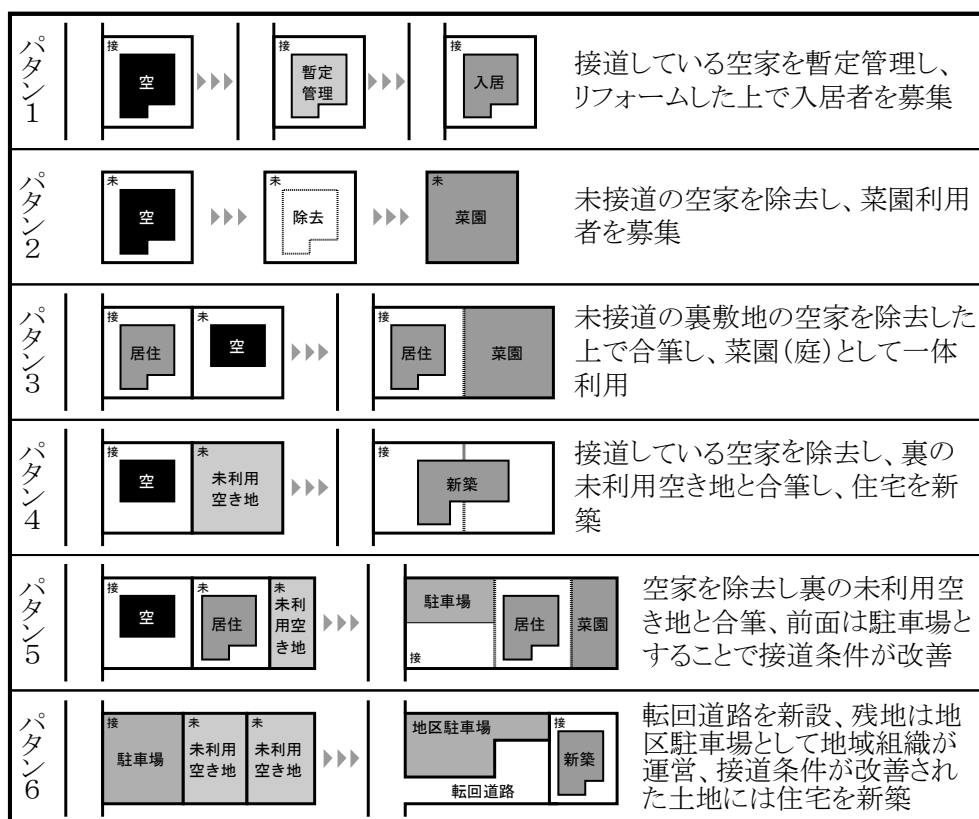 パタン1
接
空
接
暫定
管理
接
入居
接道している空家を暫定管理し、
リフォームした上で入居者を募集
パタン2
未
空
未
除去
未
菜園
未接道の空家を除去し、菜園利用
者を募集
パタン3
接
居住
未
空
接
居住
菜園
未接道の裏敷地の空家を除去した
上で合筆し、菜園(庭)として一体
利用
パタン4
接
空
未
未利用
空き地
接
新築
接道している空家を除去し、裏の
未利用空き地と合筆し、住宅を新
築
パタン5
接
空
未
居住
未
未利
用空
き地
駐車場
接
居住
菜園
空家を除去し裏の未利用空
き地と合筆、前面は駐車場と
することで接道条件が改善
パタン6
接
駐車場
未
未利用
空き地
未
未利用
空き地
地区駐車場
転回道路
接
新築
転回道路を新設、残地は地
区駐車場として地域組織が
運営、接道条件が改善され
た土地には住宅を新築